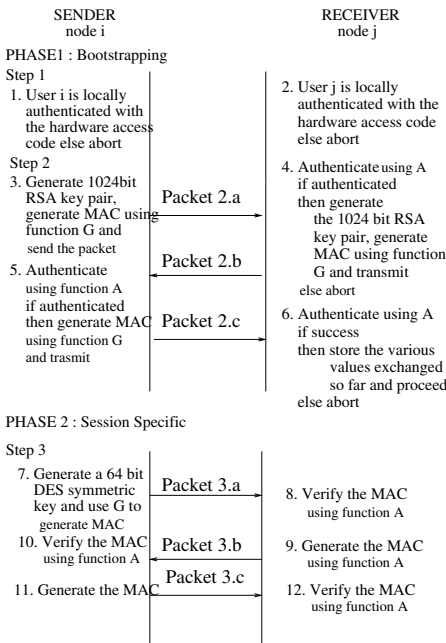 SENDER
node i
RECEIVER
node j
PHASE1 : Bootstrapping
Step 1
1. User i is locally
authenticated with
the hardware access
code else abort
2. User j is locally
authenticated with the
hardware access code
else abort
Step 2
3. Generate 1024bit
RSA key pair,
generate MAC using
function G and
send the packet
Packet 2.a
4. Authenticate using A
if authenticated
then generate
the 1024 bit RSA
key pair, generate
MAC using function
G and transmit
else abort
Packet 2.b
5. Authenticate
using function A
if authenticated
then generate MAC
using function G
and trasmit
Packet 2.c
6. Authenticate using A
if success
then store the various
values exchanged
so far and proceed
else abort
PHASE 2 : Session Specific
Step 3
7. Generate a 64 bit
DES symmetric
key and use G to
generate MAC
Packet 3.a
8. Verify the MAC
using function A
10. Verify the MAC
using function A
Packet 3.b
9. Generate the MAC
using function A
11. Generate the MAC
Packet 3.c
12. Verify the MAC
using function A